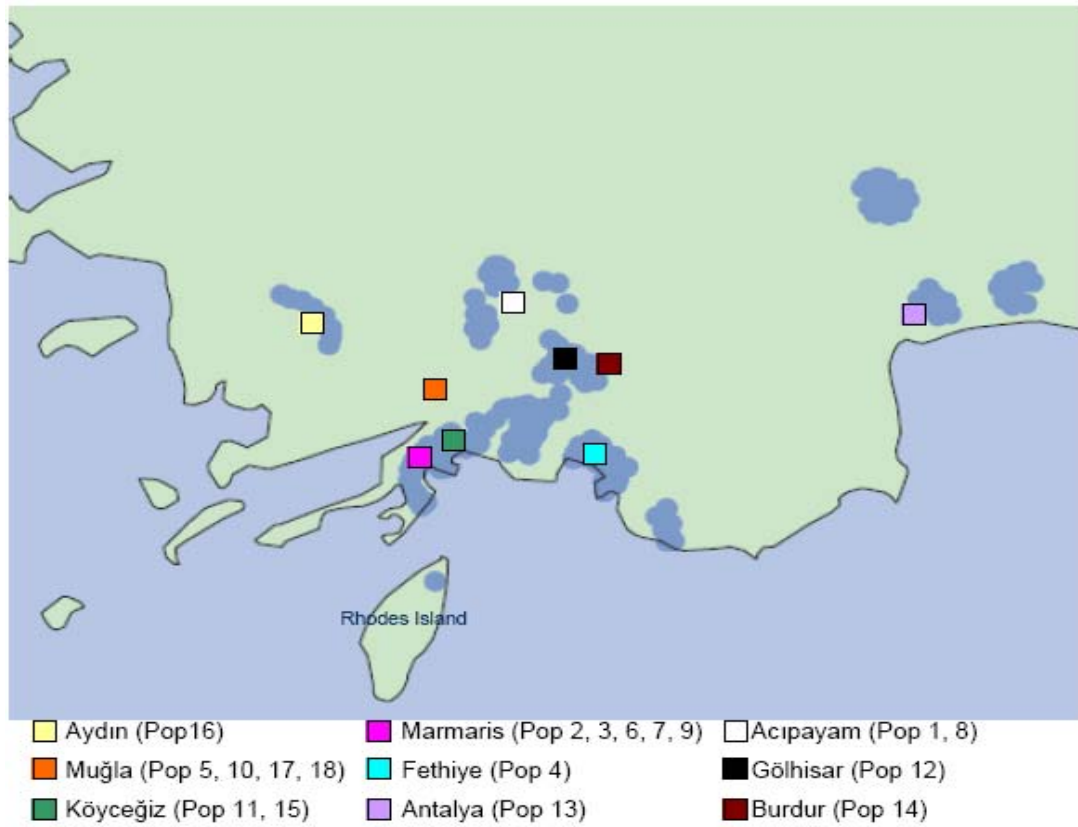 Rhodes Island
Aydın (Pop16)
Marmaris (Pop 2, 3, 6, 7, 9)
Acıpayam (Pop 1, 8)
Muğla (Pop 5, 10, 17, 18)
Fethiye (Pop 4)
Gölhisar (Pop 12)
Köyceğiz (Pop 11, 15)
Antalya (Pop 13)
Burdur (Pop 14)